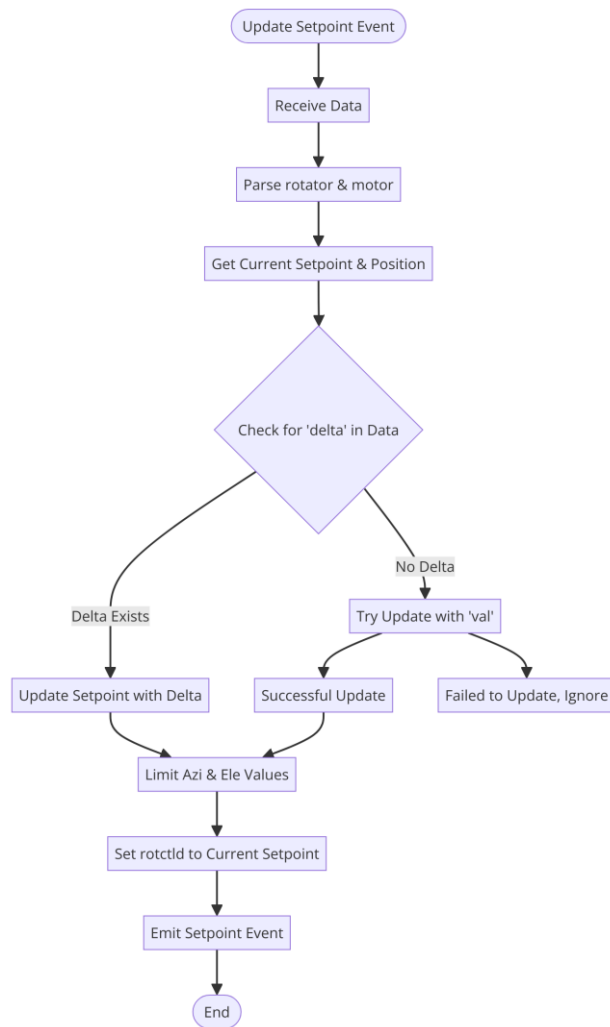 Update Setpoint Event
Receive Data
Parse rotator & motor
Get Current Setpoint & Position
Check for 'delta' in Data
No Delta
Delta Exists
Try Update with 'val'
Update Setpoint with Delta
Successful Update
Failed to Update, Ignore
Limit Azi & Ele Values
Set rotctld to Current Setpoint
Emit Setpoint Event
End